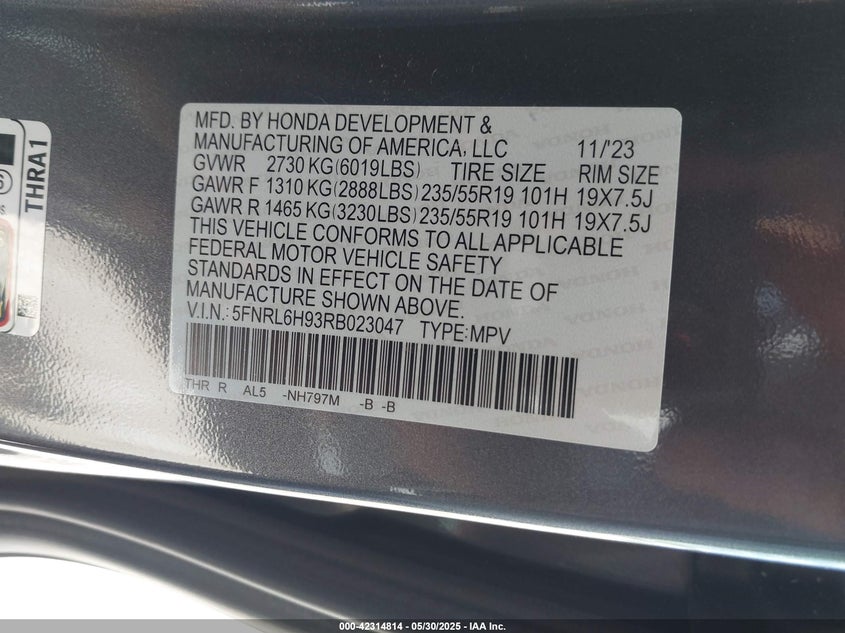 MFD. BY HONDA DEVELOPMENT &
MANUFACTURING OF AMERICA, LLC 11/'23
GVWR 2730 KG(6019LBS) TIRE SIZE RIM SIZE
GAWR F 1310 KG(2888LBS) 235/55R19 101H 19X7.5J
GAWR R 1465 KG(3230LBS) 235/55R19 101H 19X7.5J
THIS VEHICLE CONFORMS TO ALL APPLICABLE
FEDERAL MOTOR VEHICLE SAFETY
STANDARDS IN EFFECT ON THE DATE OF
MANUFACTURE SHOWN ABOVE.
V.I.N.: 5FNRL6H93RB023047 TYPE:MPV
THR R AL5 -NH797M -B -B
THRA1
000-42314814 - 05/30/2025 - IAA Inc.